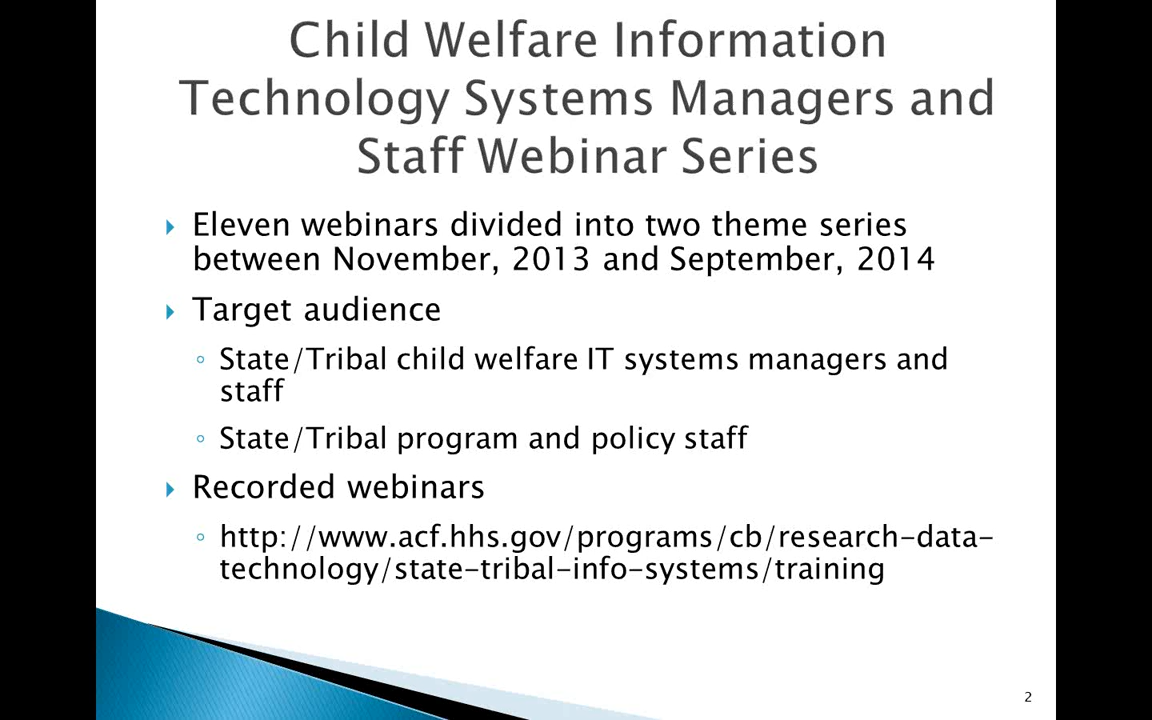 Child Welfare Information
Technology Systems Managers and
Staff Webinar Series
Eleven webinars divided into two theme series
between November, 2013 and September, 2014
Target audience
State/Tribal child welfare IT systems managers and
staff
State/Tribal program and policy staff
Recorded webinars
http://www.acf.hhs.gov/programs/cb/research-data-
technology/state-tribal-info-systems/training
2